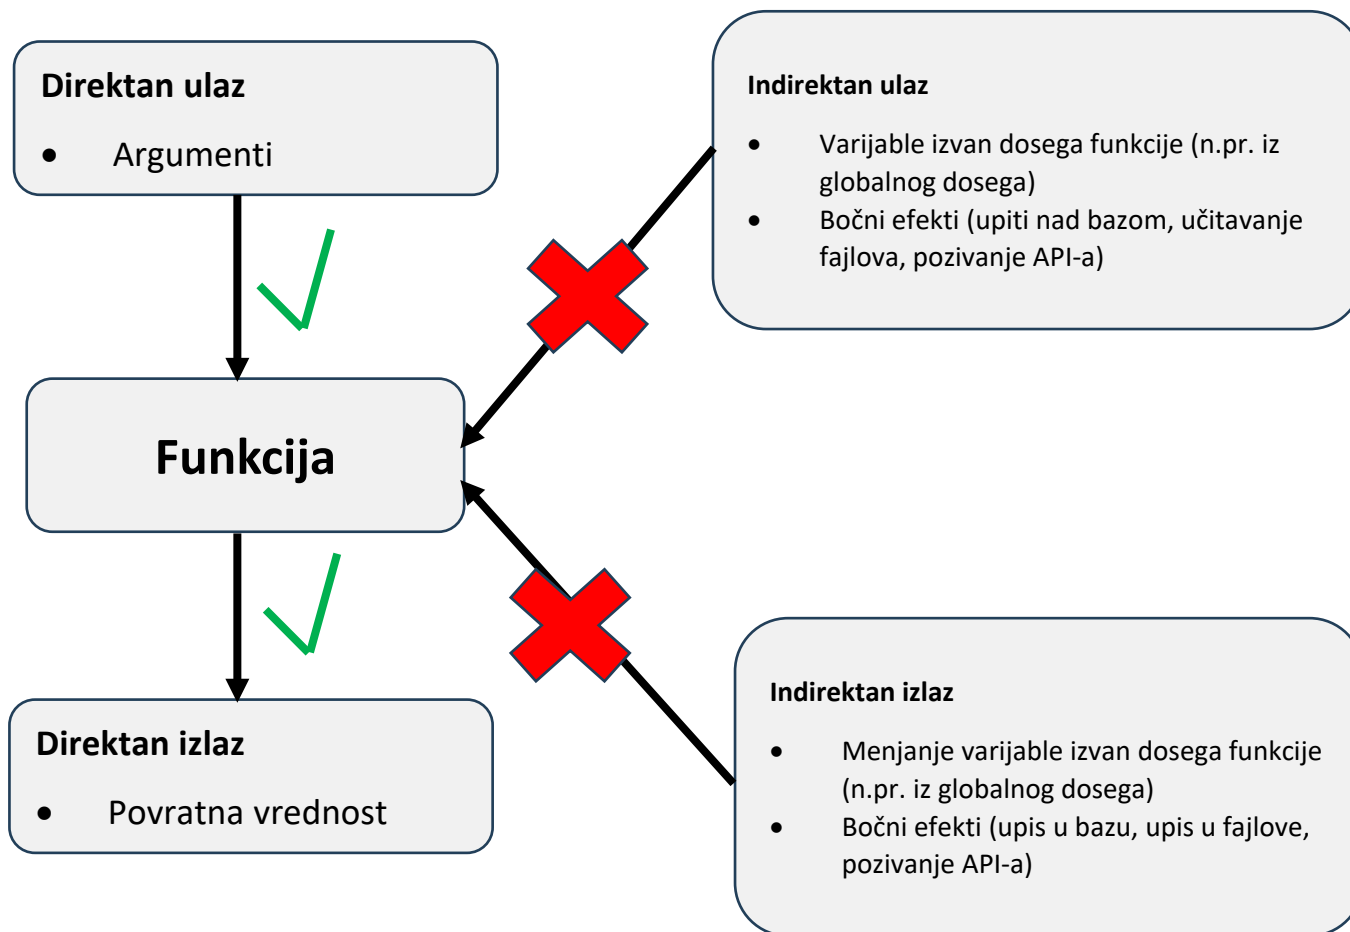 Direktan ulaz
• Argumenti
Indirektan ulaz
• Varijable izvan dosega funkcije (n.pr. iz
globalnog dosega)
• Bočni efekti (upiti nad bazom, učitavanje
fajlova, pozivanje API-a)
Funkcija
Direktan izlaz
• Povratna vrednost
Indirektan izlaz
• Menjanje varijable izvan dosega funkcije
(n.pr. iz globalnog dosega)
• Bočni efekti (upis u bazu, upis u fajlove,
pozivanje API-a)